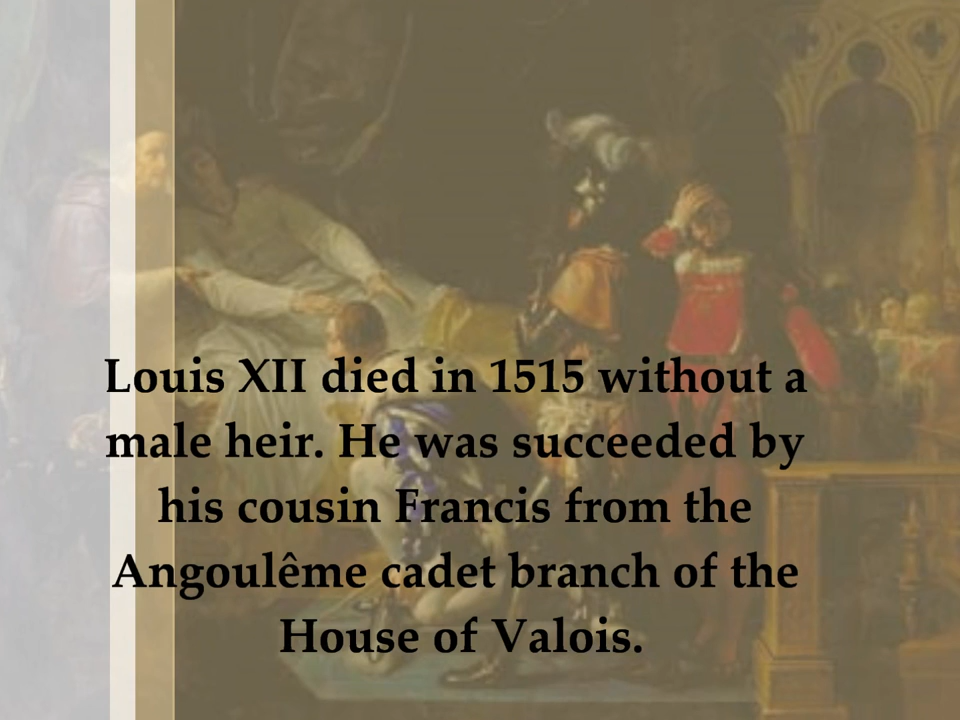 Louis XII died in 1515 without a
male heir. He was succeeded by
his cousin Francis from the
Angoulême cadet branch of the
House of Valois.